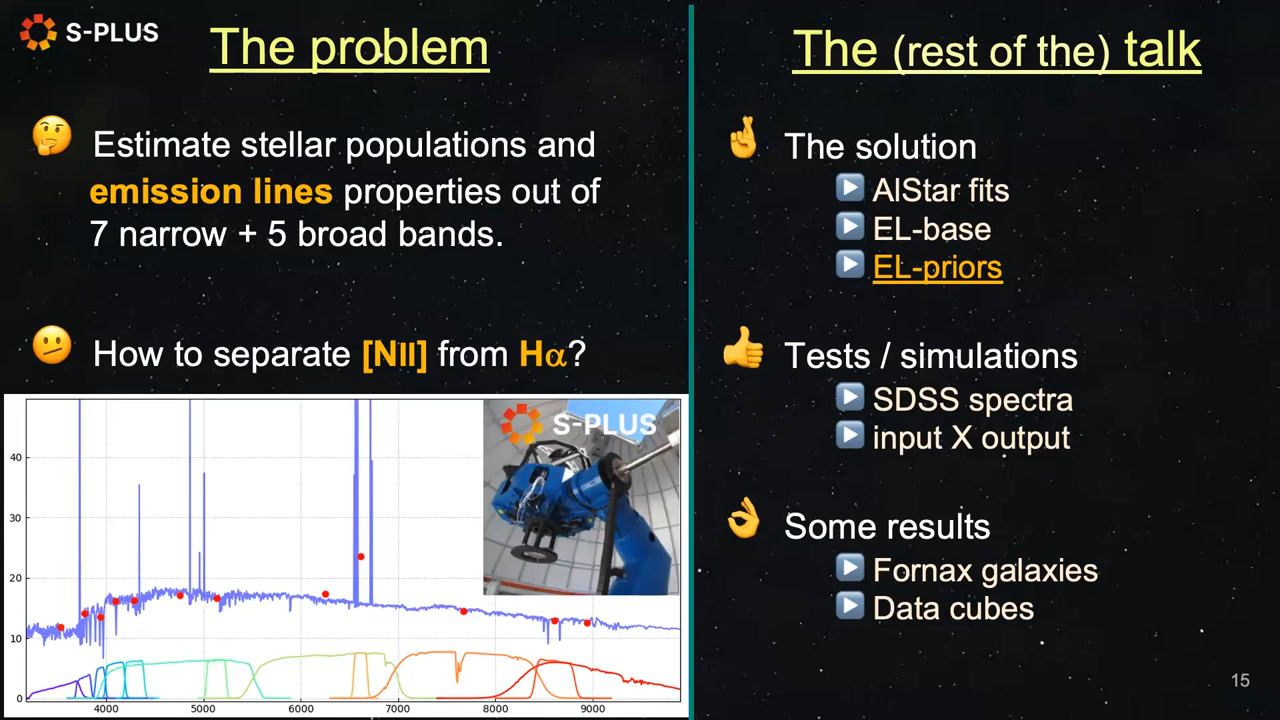 S-PLUS
The problem
Estimate stellar populations and
emission lines properties out of
7 narrow + 5 broad bands.
How to separate [NII] from Hα?
S-PLUS
40
30
20
10
0
4000 5000 6000 7000 8000 9000
The (rest of the) talk
The solution
AlStar fits
EL-base
EL-priors
Tests / simulations
SDSS spectra
input X output
Some results
Fornax galaxies
Data cubes
15